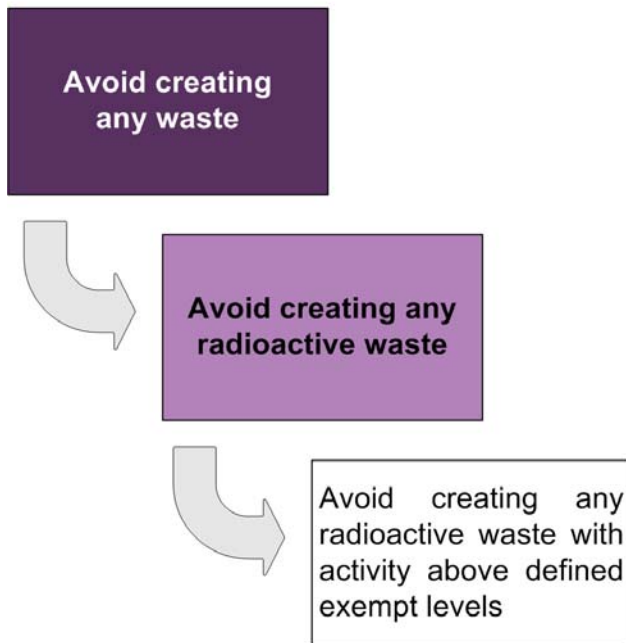 Avoid creating
any waste
Avoid creating any
radioactive waste
Avoid creating any
radioactive waste with
activity above defined
exempt levels